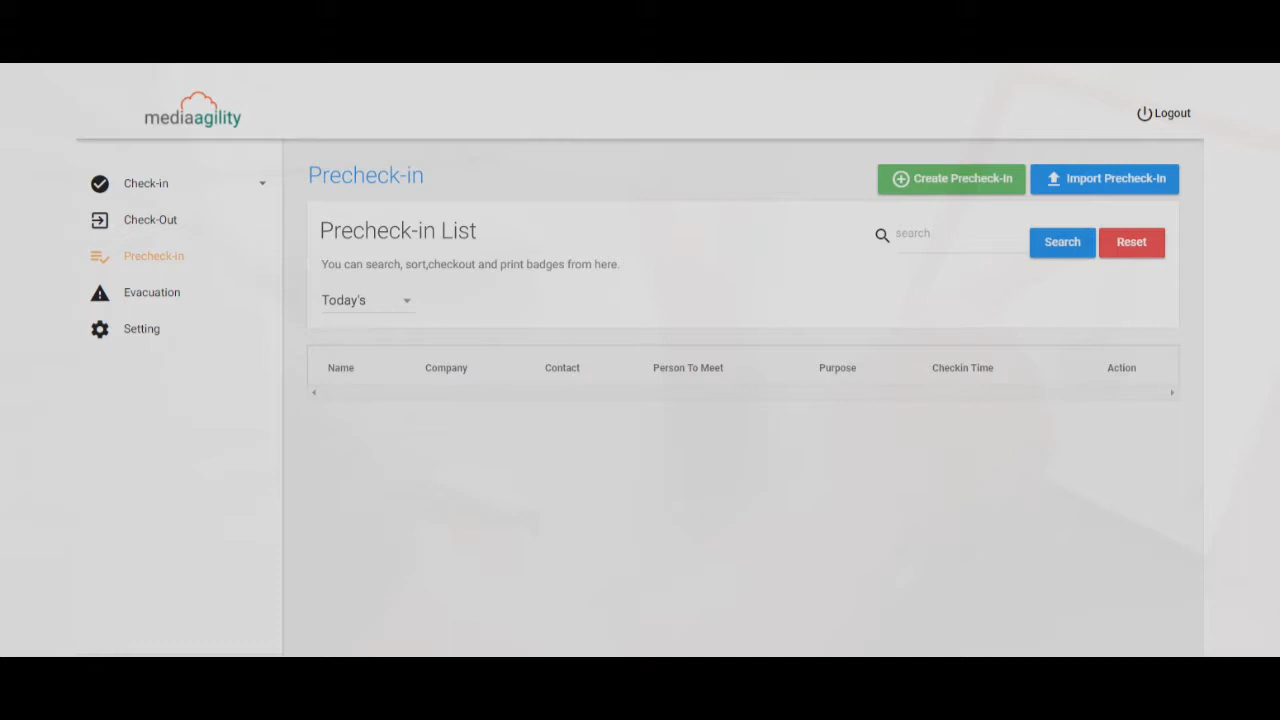 mediaagility
Logout
Check-in
Check-Out
Precheck-in
Evacuation
Setting
Precheck-in
Create Precheck-In
Import Precheck-In
Precheck-in List
search
Search
Reset
You can search, sort,checkout and print badges from here.
Today's
Name Company Contact Person To Meet Purpose Checkin Time Action